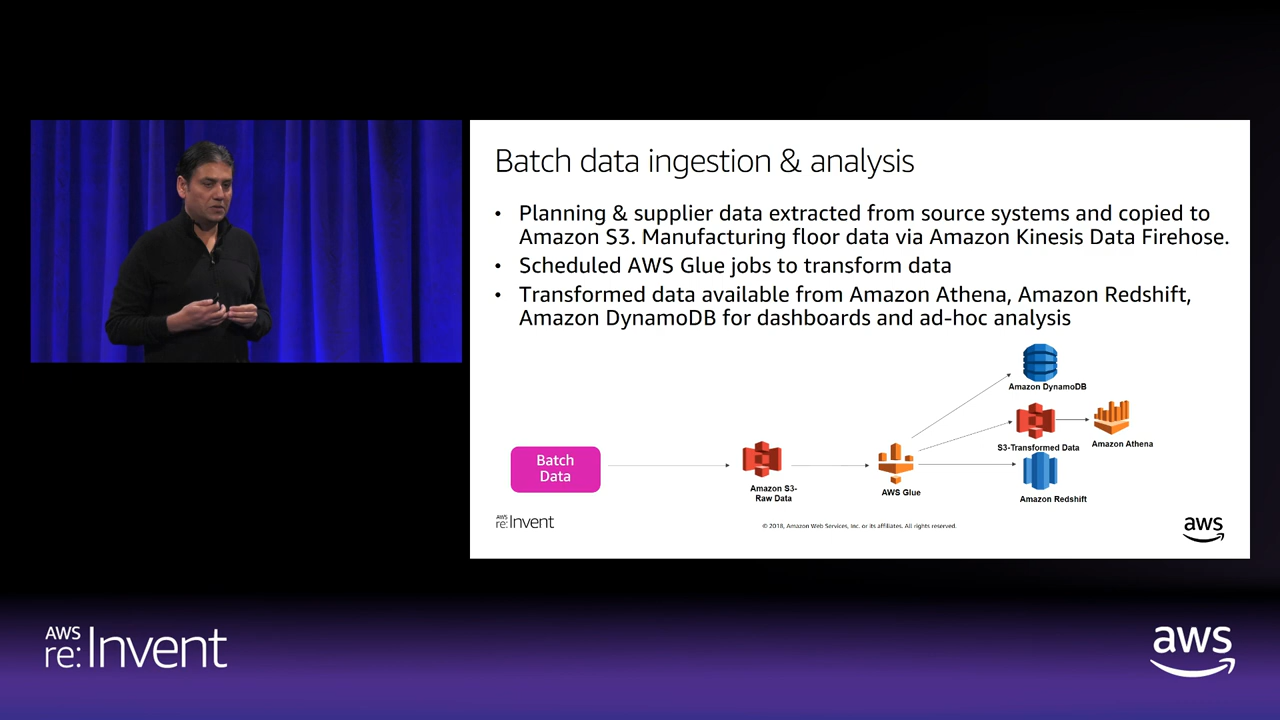 Batch data ingestion & analysis
• Planning & supplier data extracted from source systems and copied to
Amazon S3. Manufacturing floor data via Amazon Kinesis Data Firehose.
• Scheduled AWS Glue jobs to transform data
• Transformed data available from Amazon Athena, Amazon Redshift,
Amazon DynamoDB for dashboards and ad-hoc analysis
Amazon DynamoDB
S3-Transformed Data
Amazon Athena
Batch
Data
Amazon S3-
Raw Data
AWS Glue
Amazon Redshift
AWS
re:Invent
© 2018, Amazon Web Services, Inc. or its affiliates. All rights reserved.
aws
AWS
re:Invent
aws